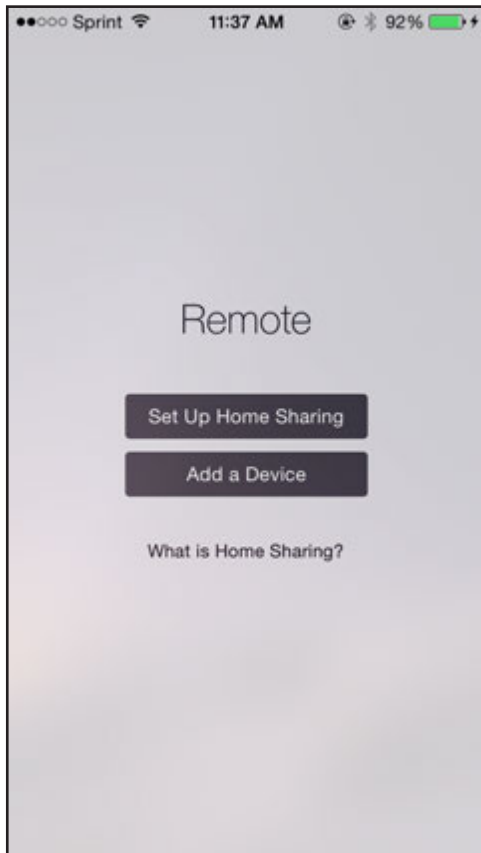 Sprint 11:37 AM 92%
Remote
Set Up Home Sharing
Add a Device
What is Home Sharing?